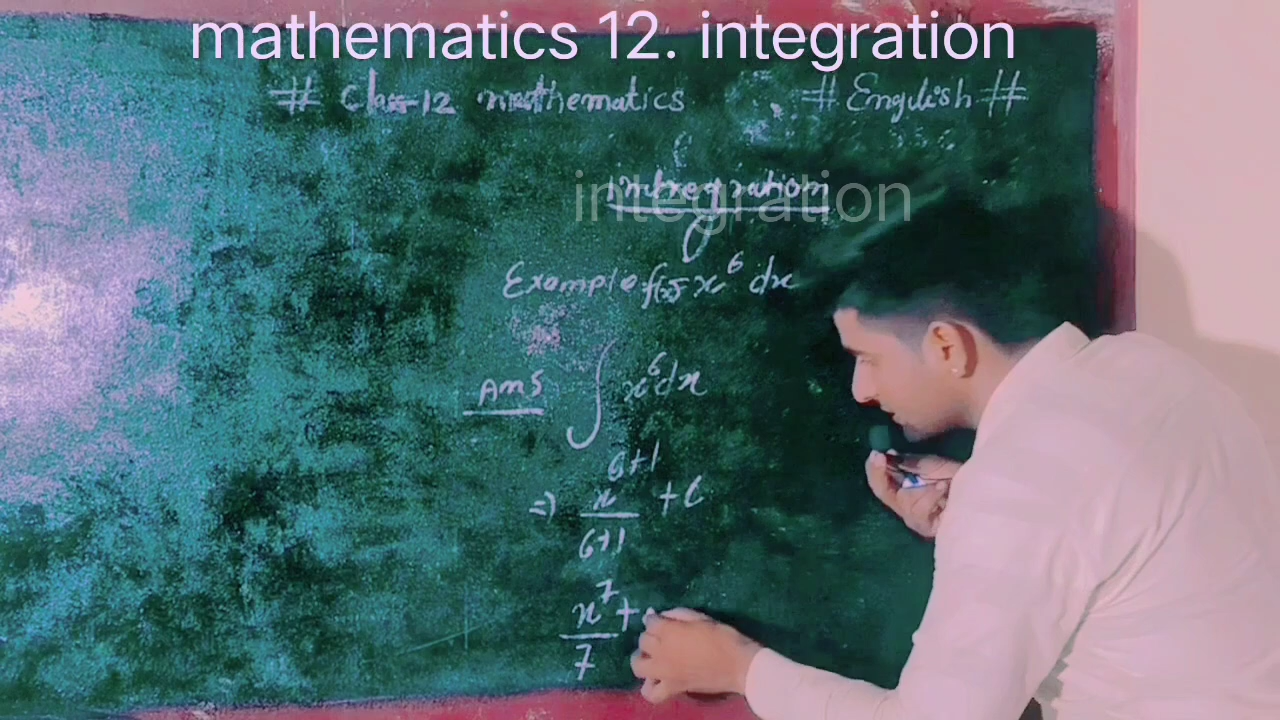 mathematics 12. integration
# Class-12 mathematics # English #
integration
Intregration
Example ∫ x⁶ dx
Ans ∫ x⁶dx
=) x⁶⁺¹/6+1 + C
x⁷/7 +